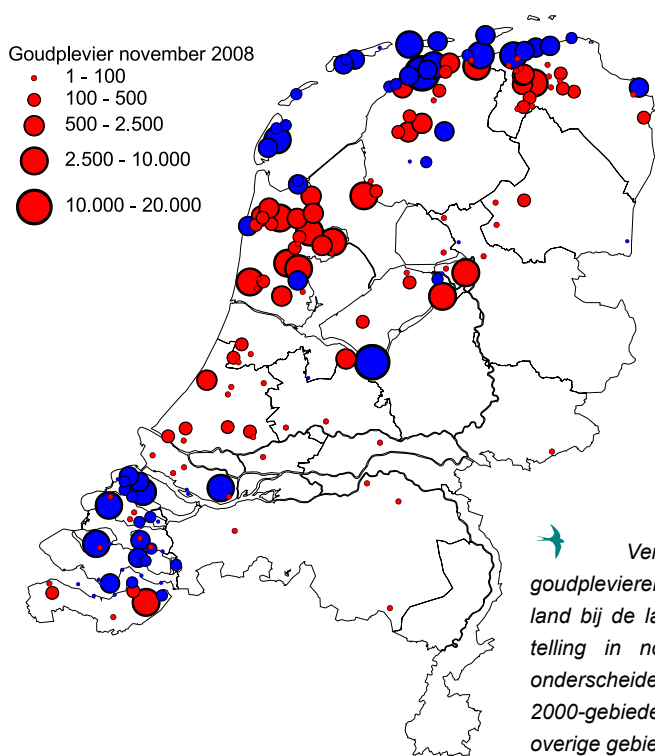 Goudplevier november 2008
1 - 100
100 - 500
500 - 2.500
2.500 - 10.000
10.000 - 20.000
Ver
goudplevieren
land bij de la
telling in no
onderscheide
2000-gebiede
overige gebie